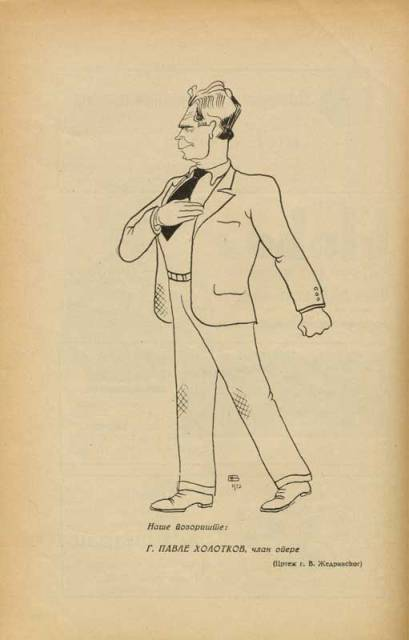 Наше позориште:
Г. ПАВЛЕ ХОЛОТКОВ, члан опере
(Цртеж г. В. Жедринског)